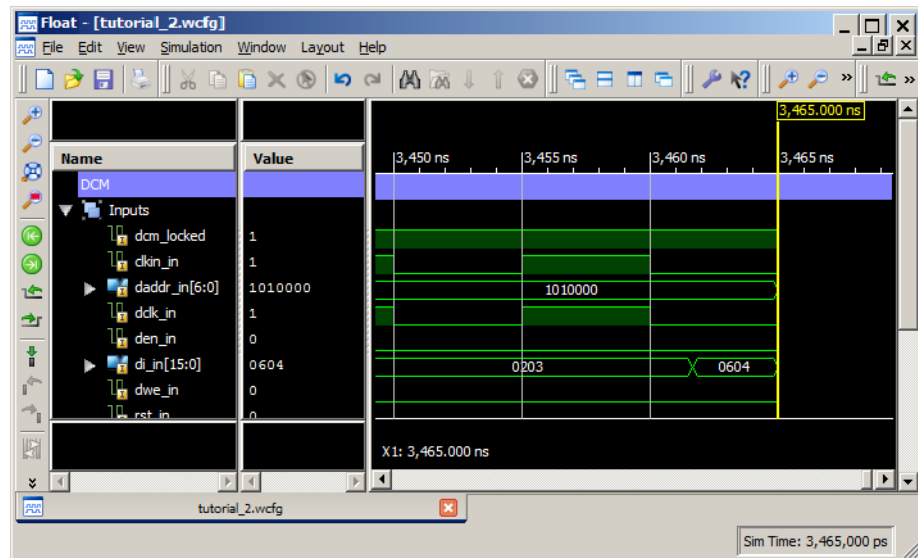 Float - [tutorial_2.wcfg]
File Edit View Simulation Window Layout Help
»
»
3,465.000 ns
Name Value
3,450 ns 3,455 ns 3,460 ns 3,465 ns
DCM
Inputs
dcm_locked 1
clkin_in 1
daddr_in[6:0] 1010000 1010000
dclk_in 1
den_in 0
di_in[15:0] 0604 0203 0604
dwe_in 0
rst_in 0
X1: 3,465.000 ns
»
tutorial_2.wcfg
Sim Time: 3,465,000 ps